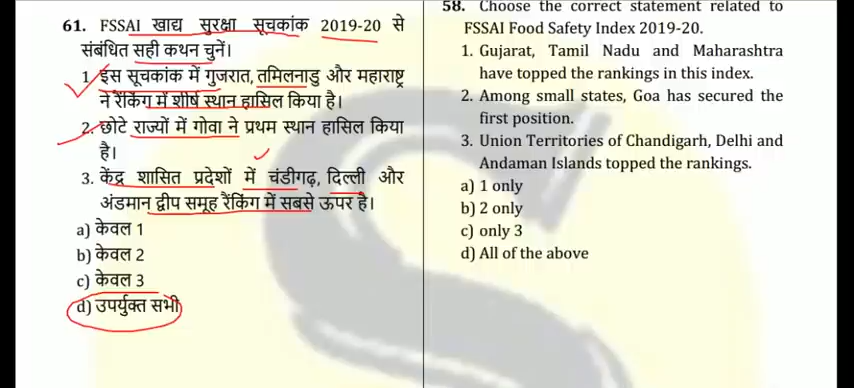 61. FSSAI खाद्य सुरक्षा सूचकांक 2019-20 से
संबंधित सही कथन चुनें।
1. इस सूचकांक में गुजरात, तमिलनाडु और महाराष्ट्र
ने रैंकिंग में शीर्ष स्थान हासिल किया है।
2. छोटे राज्यों में गोवा ने प्रथम स्थान हासिल किया
है।
3. केंद्र शासित प्रदेशों में चंडीगढ़, दिल्ली और
अंडमान द्वीप समूह रैंकिंग में सबसे ऊपर है।
a) केवल 1
b) केवल 2
c) केवल 3
d) उपर्युक्त सभी
58. Choose the correct statement related to
FSSAI Food Safety Index 2019-20.
1. Gujarat, Tamil Nadu and Maharashtra
have topped the rankings in this index.
2. Among small states, Goa has secured the
first position.
3. Union Territories of Chandigarh, Delhi and
Andaman Islands topped the rankings.
a) 1 only
b) 2 only
c) only 3
d) All of the above